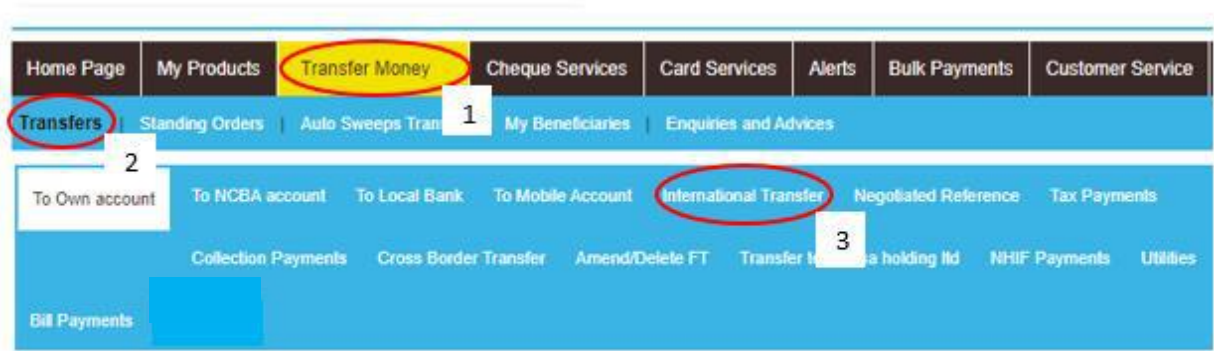 Home Page My Products Transfer Money Cheque Services Card Services Alerts Bulk Payments Customer Service
1
Transfers | Standing Orders | Auto Sweeps My Beneficiaries | Enquiries and Advices
2
To Own account To NCBA account To Local Bank To Mobile Account International Transfer Negotiated Reference Tax Payments
3
Collection Payments Cross Border Transfer Amend/Delete FT Transfer holding ltd NHIF Payments Utilities
Bill Payments